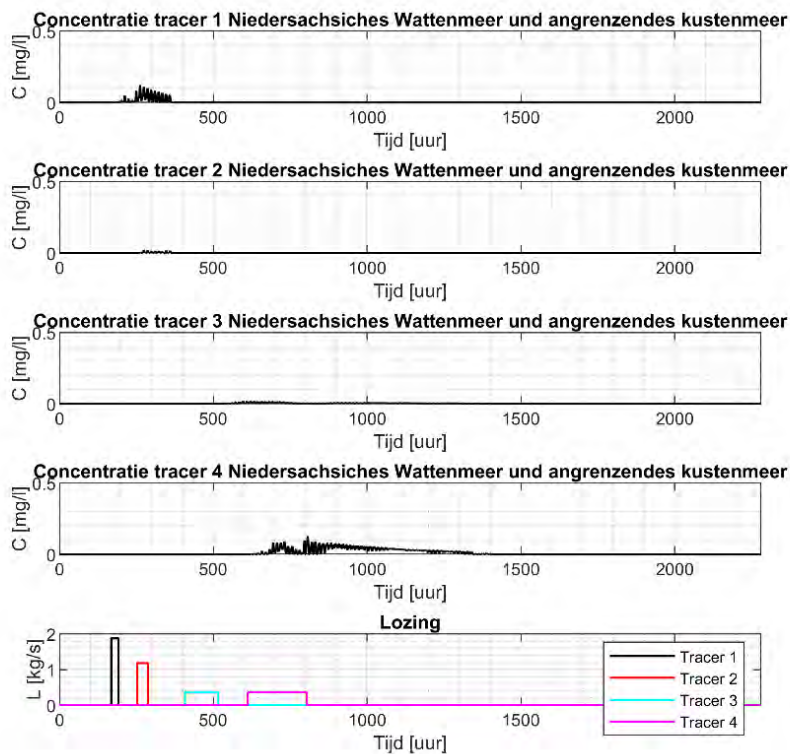 Concentratie tracer 1 Niedersachsiches Wattenmeer und angrenzendes kustenmeer
0.5
C [mg/l]
0
0 500 1000 1500 2000
Tijd [uur]
Concentratie tracer 2 Niedersachsiches Wattenmeer und angrenzendes kustenmeer
0.5
C [mg/l]
0
0 500 1000 1500 2000
Tijd [uur]
Concentratie tracer 3 Niedersachsiches Wattenmeer und angrenzendes kustenmeer
0.5
C [mg/l]
0
0 500 1000 1500 2000
Tijd [uur]
Concentratie tracer 4 Niedersachsiches Wattenmeer und angrenzendes kustenmeer
0.5
C [mg/l]
0
0 500 1000 1500 2000
Tijd [uur]
Lozing
2
L [kg/s]
1
0
Tracer 1
Tracer 2
Tracer 3
Tracer 4
0 500 1000 1500 2000
Tijd [uur]